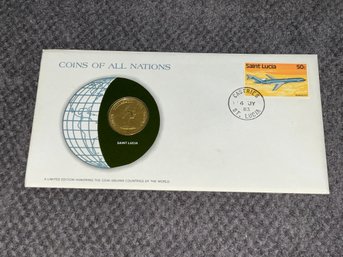 COINS OF ALL NATIONS
Saint Lucia 50c
CASTRIES
4 JY
83
ST. LUCIA
SAINT LUCIA
A LIMITED EDITION HONORING THE COIN ISSUING COUNTRIES OF THE WORLD